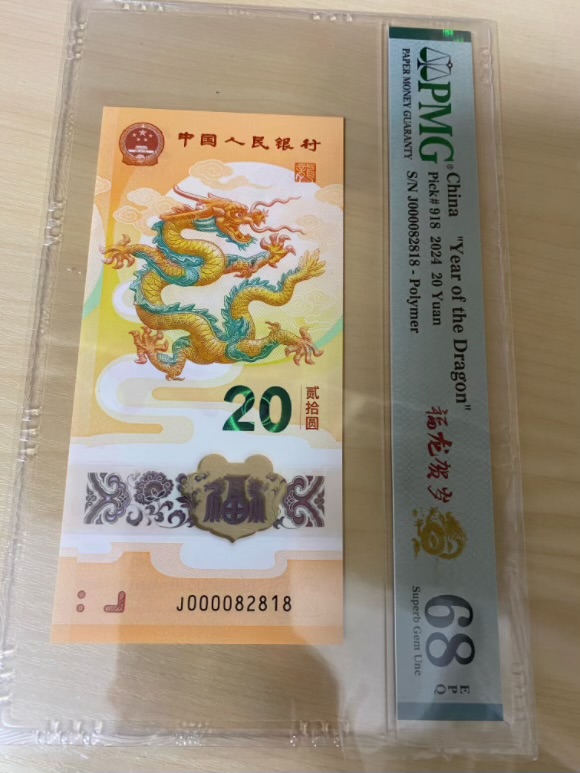 中国人民银行
20
贰拾圆
福
J000082818
PMG
PAPER MONEY GUARANTY
China "Year of the Dragon"
Pick# 918 2024 20 Yuan
S/N J000082818 - Polymer
福龙贺岁
68
EPQ
Superb Gem Unc